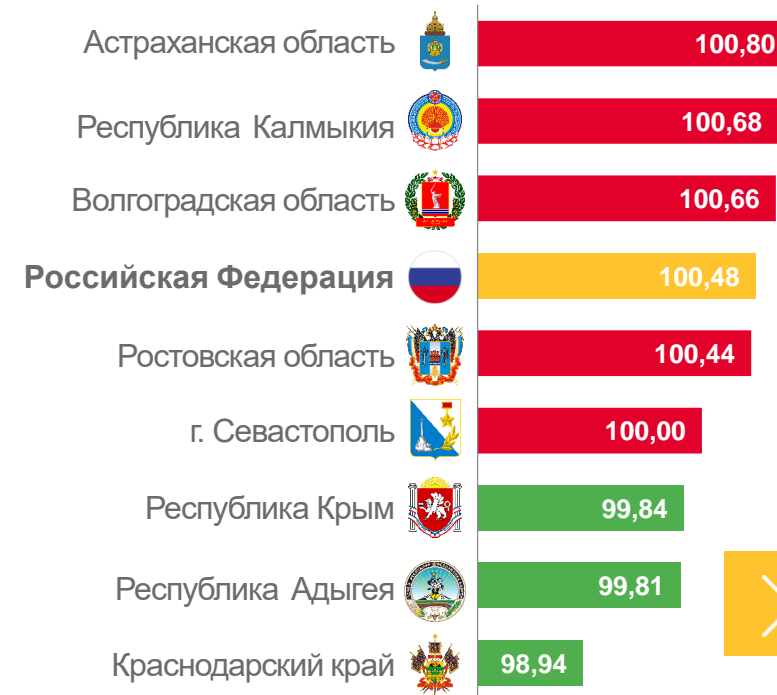 Астраханская область 100,80
Республика Калмыкия 100,68
Волгоградская область 100,66
Российская Федерация 100,48
Ростовская область 100,44
г. Севастополь 100,00
Республика Крым 99,84
Республика Адыгея 99,81
Краснодарский край 98,94